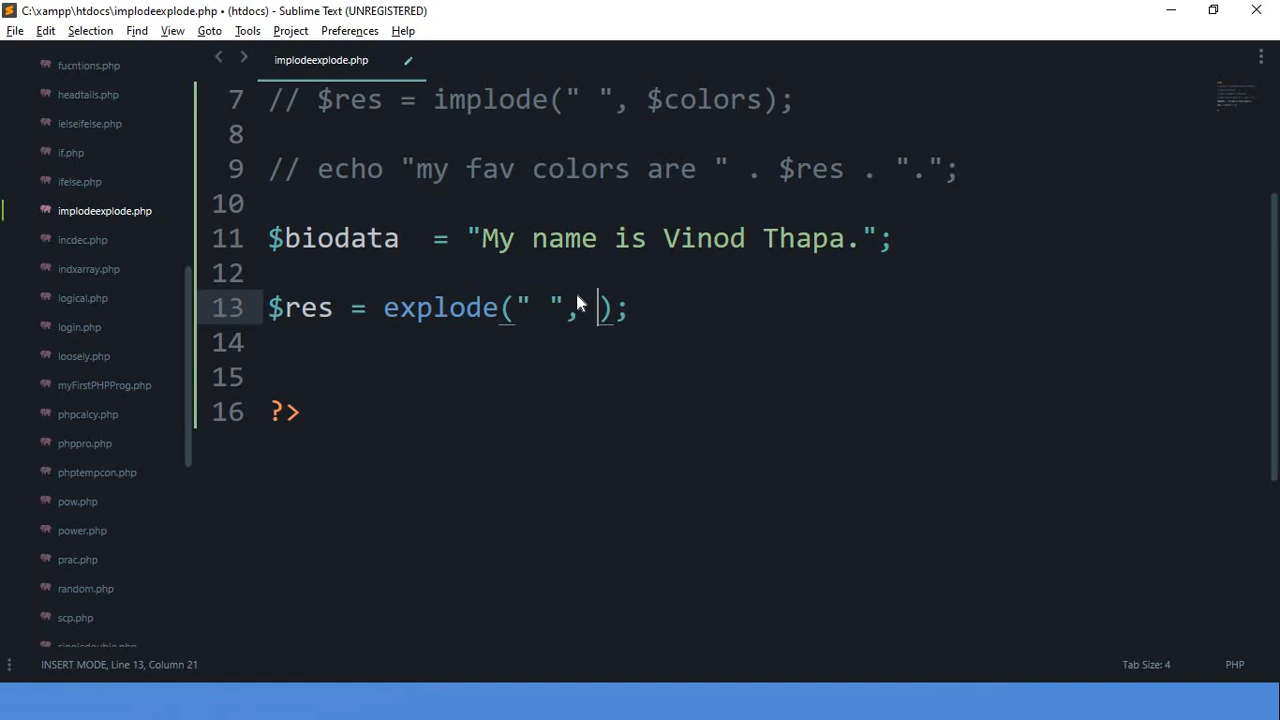 C:\xampp\htdocs\implodeexplode.php • (htdocs) - Sublime Text (UNREGISTERED)
File Edit Selection Find View Goto Tools Project Preferences Help
fucntions.php
headtails.php
ielseifelse.php
if.php
ifelse.php
implodeexplode.php
incdec.php
indxarray.php
logical.php
login.php
loosely.php
myFirstPHPProg.php
phpcalcy.php
phppro.php
phptempcon.php
pow.php
power.php
prac.php
random.php
scp.php
implodeexplode.php
7 // $res = implode(" ", $colors);
8
9 // echo "my fav colors are " . $res . ".";
10
11 $biodata  = "My name is Vinod Thapa.";
12
13 $res = explode(" ", );
14
15
16 ?>
INSERT MODE, Line 13, Column 21
Tab Size: 4
PHP